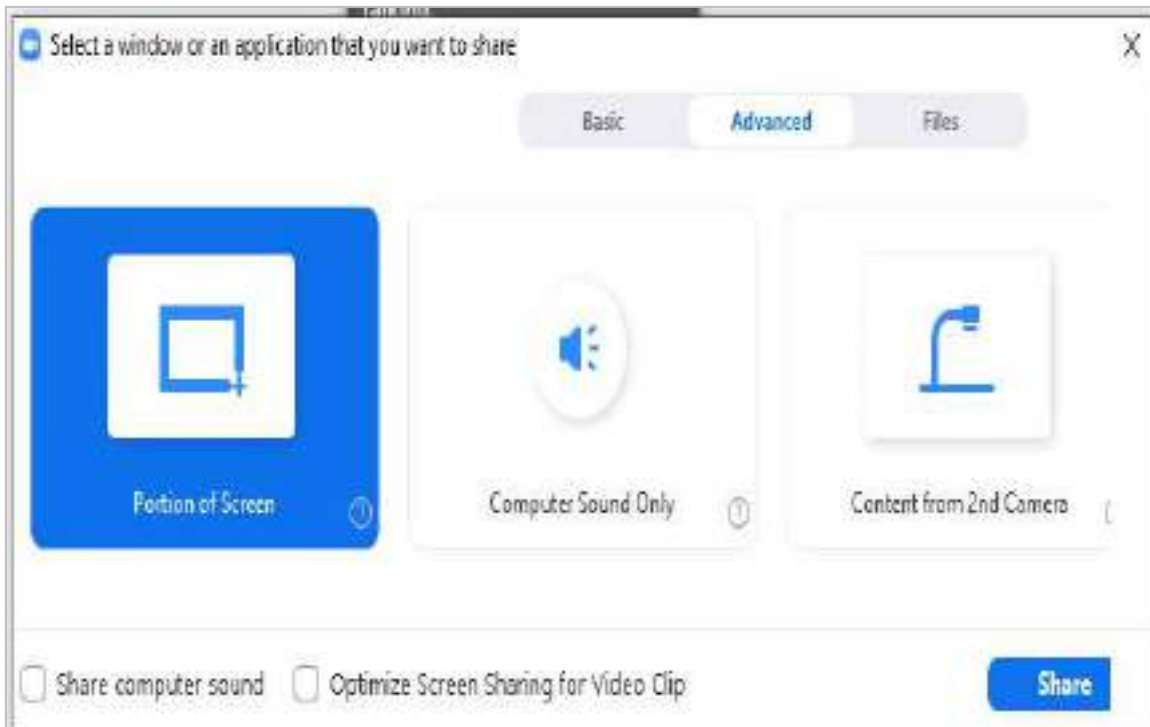 Select a window or an application that you want to share
X
Basic Advanced Files
Portion of Screen
Computer Sound Only
Content from 2nd Camera
Share computer sound
Optimize Screen Sharing for Video Clip
Share